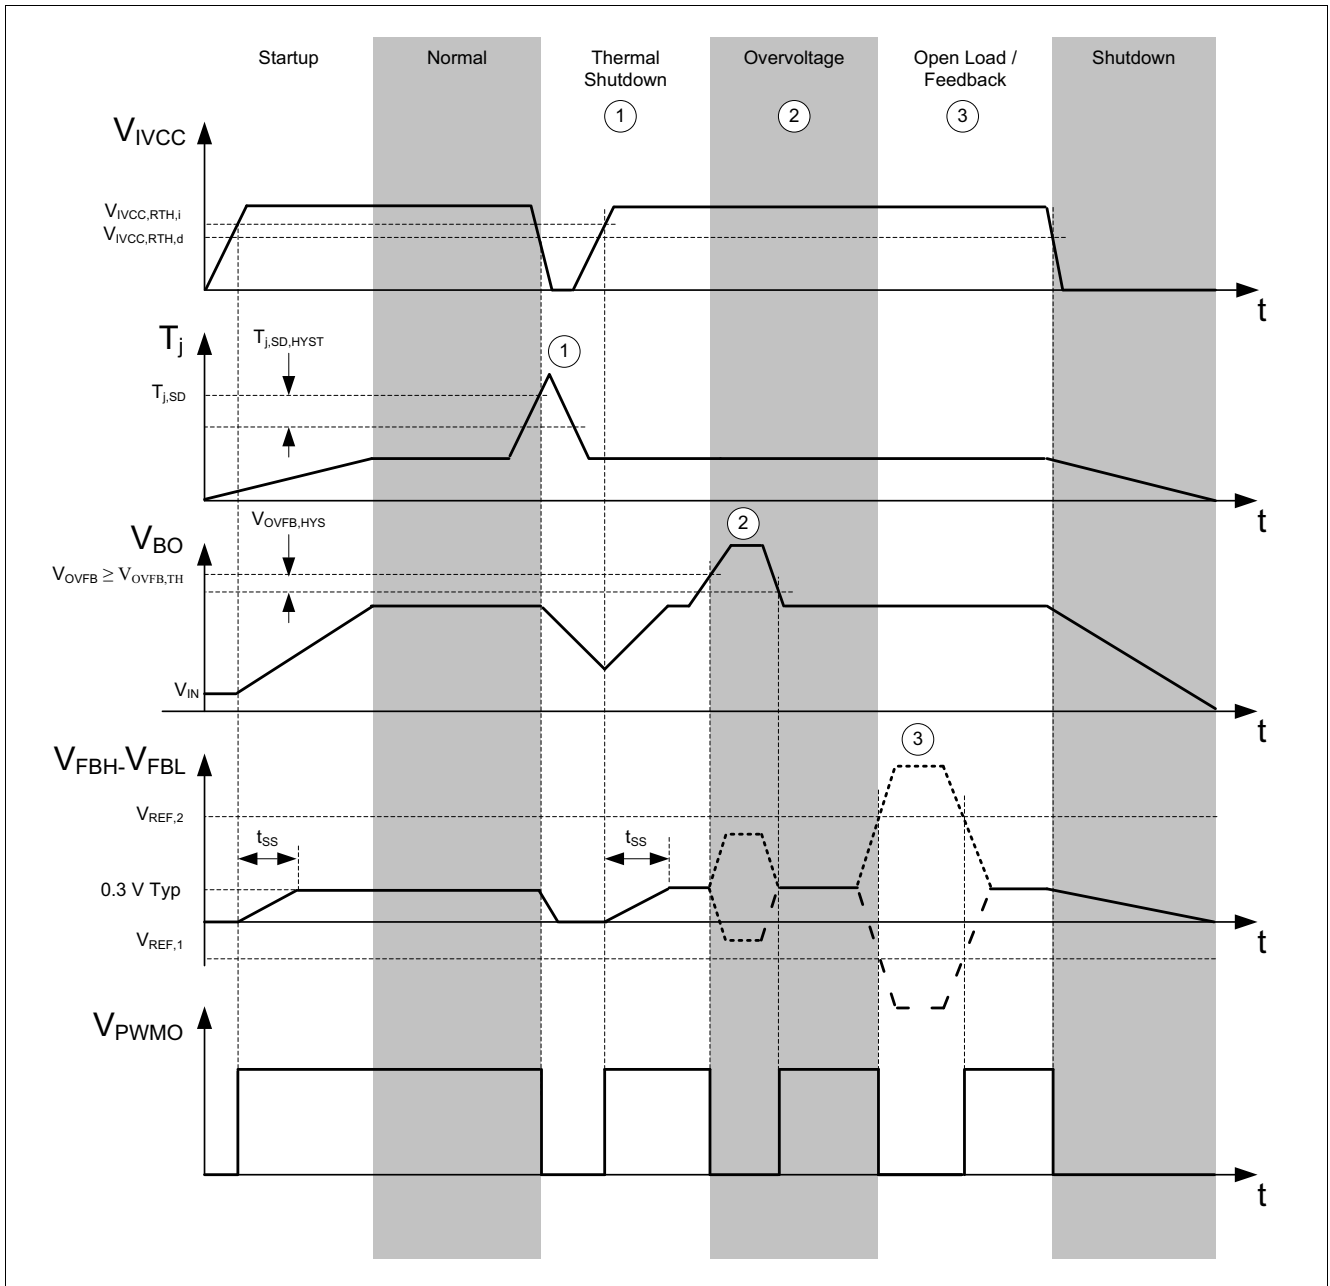 Startup
Normal
Thermal
Shutdown
1
Overvoltage
2
Open Load /
Feedback
3
Shutdown
VIVCC
VIVCC,RTH,i
VIVCC,RTH,d
t
Tj
Tj,SD,HYST
1
Tj,SD
t
VBO
VOVFB,HYS
2
VOVFB ≥ VOVFB,TH
VIN
t
VFBH-VFBL
3
VREF,2
tSS
tSS
0.3 V Typ
VREF,1
t
VPWMO
t